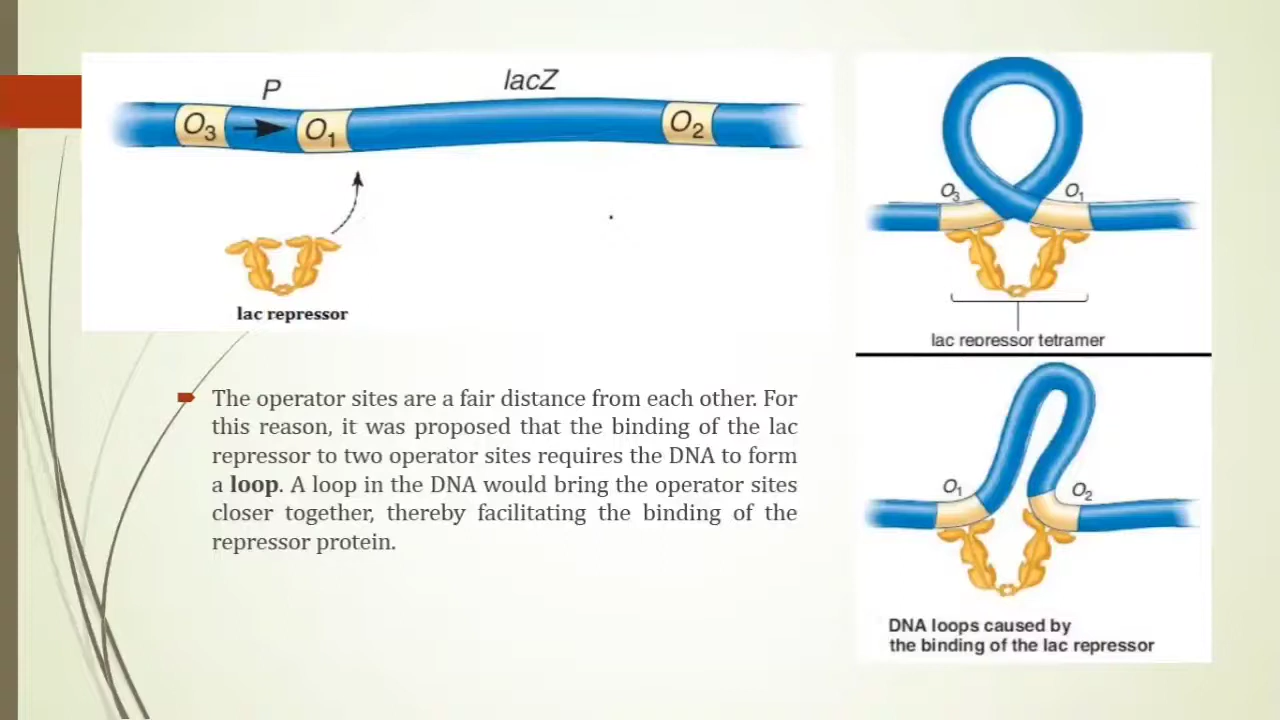 P
lacZ
O3
O1
O2
lac repressor
The operator sites are a fair distance from each other. For
this reason, it was proposed that the binding of the lac
repressor to two operator sites requires the DNA to form
a loop. A loop in the DNA would bring the operator sites
closer together, thereby facilitating the binding of the
repressor protein.
O3
O1
lac repressor tetramer
O1
O2
DNA loops caused by
the binding of the lac repressor